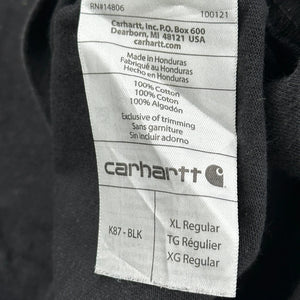 RN#14806 100121
Carhartt, Inc. P.O. Box 600
Dearborn, MI 48121 USA
carhartt.com
Made in Honduras
Fabriqué au Honduras
Hecho en Honduras
100% Cotton
100% Coton
100% Algodón
Exclusive of trimming
Sans garniture
Sin incluir adorno
carhartt
K87 - BLK
XL Regular
TG Régulier
XG Regular